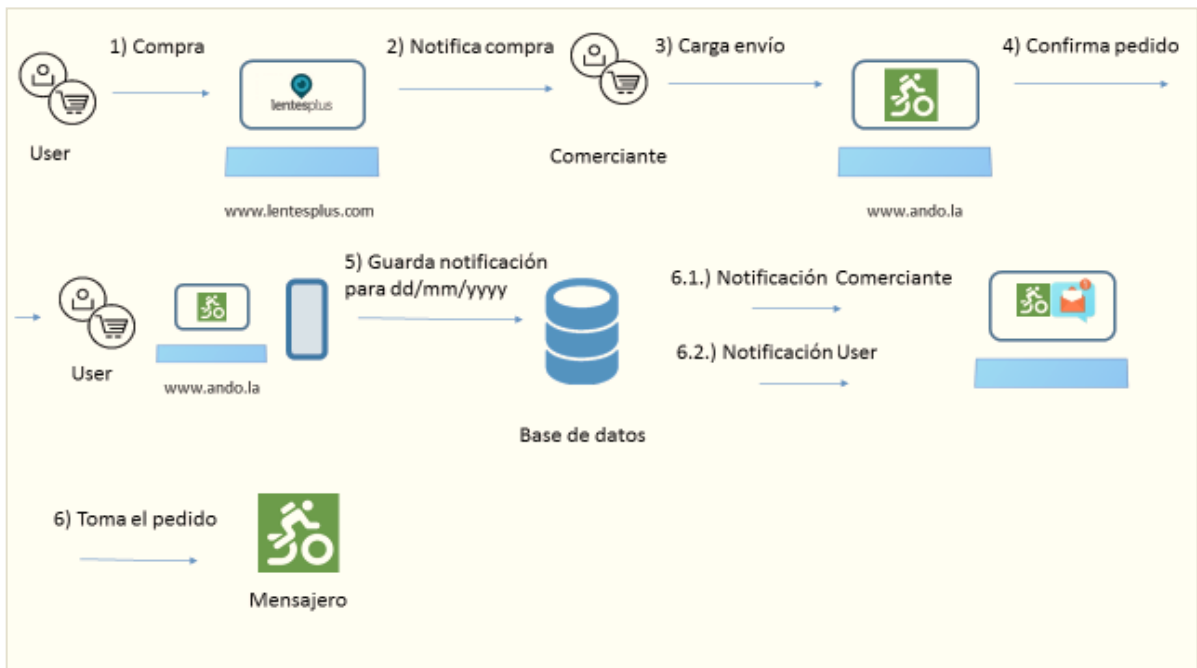 1) Compra
2) Notifica compra
3) Carga envío
4) Confirma pedido
lentesplus
User
Comerciante
www.lentesplus.com
www.ando.la
5) Guarda notificación
para dd/mm/yyyy
6.1.) Notificación Comerciante
6.2.) Notificación User
User
www.ando.la
Base de datos
6) Toma el pedido
Mensajero